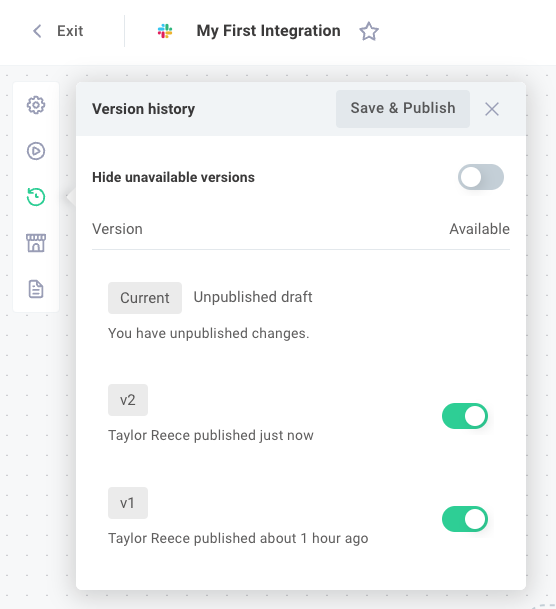 Exit
My First Integration
Version history
Save & Publish
Hide unavailable versions
Version
Available
Current
Unpublished draft
You have unpublished changes.
v2
Taylor Reece published just now
v1
Taylor Reece published about 1 hour ago